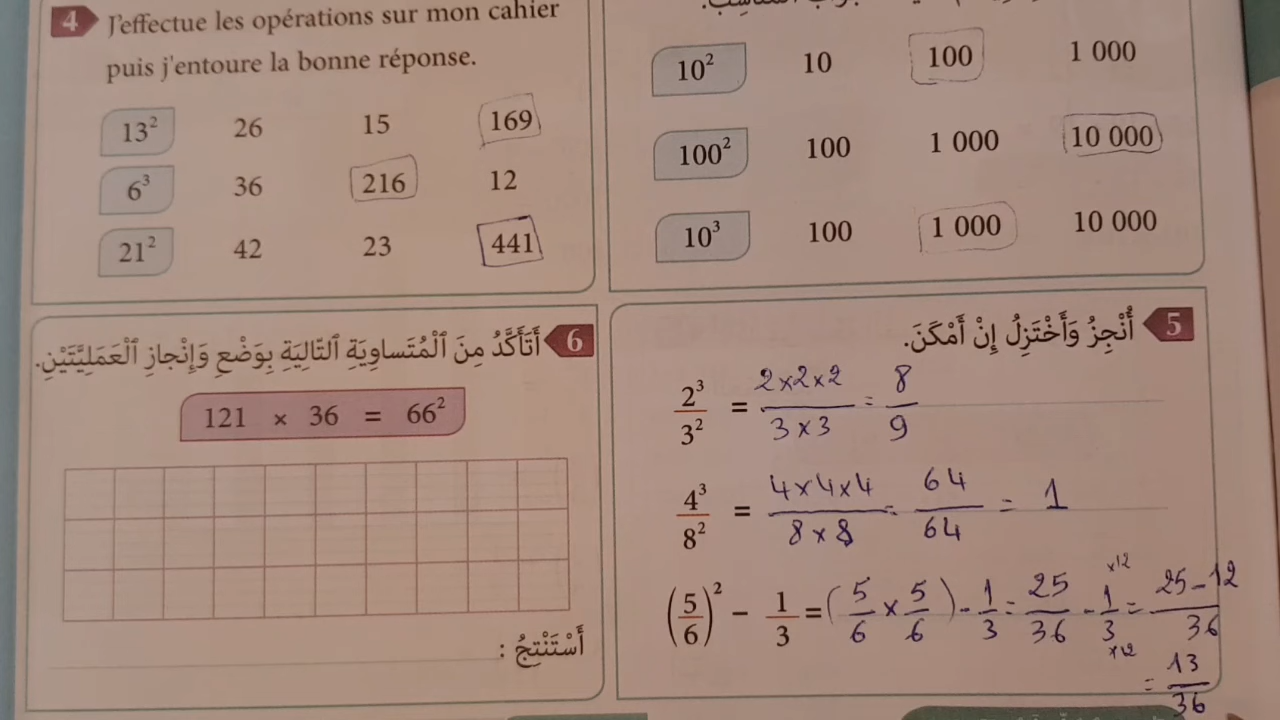 4 J'effectue les opérations sur mon cahier
puis j'entoure la bonne réponse.
13² 26 15 169
6³ 36 216 12
21² 42 23 441
10² 10 100 1 000
100² 100 1 000 10 000
10³ 100 1 000 10 000
6 أَتَأَكَّدُ مِنَ ٱلْمُتَساوِيَةِ ٱلتّالِيَةِ بِوَضْعِ وَإِنْجازِ ٱلْعَمَلِيَّتَيْنِ.
121 × 36 = 66²
أَسْتَنْتِجُ :
5 أُنْجِزُ وَأَخْتَزِلُ إِنْ أَمْكَنَ.
2³/3² = 2×2×2/3×3 = 8/9
4³/8² = 4×4×4/8×8 = 64/64 = 1
(5/6)² - 1/3 = (5/6 × 5/6) - 1/3 = 25/36 - 1×12/3×12 = 25-12/36
= 13/36